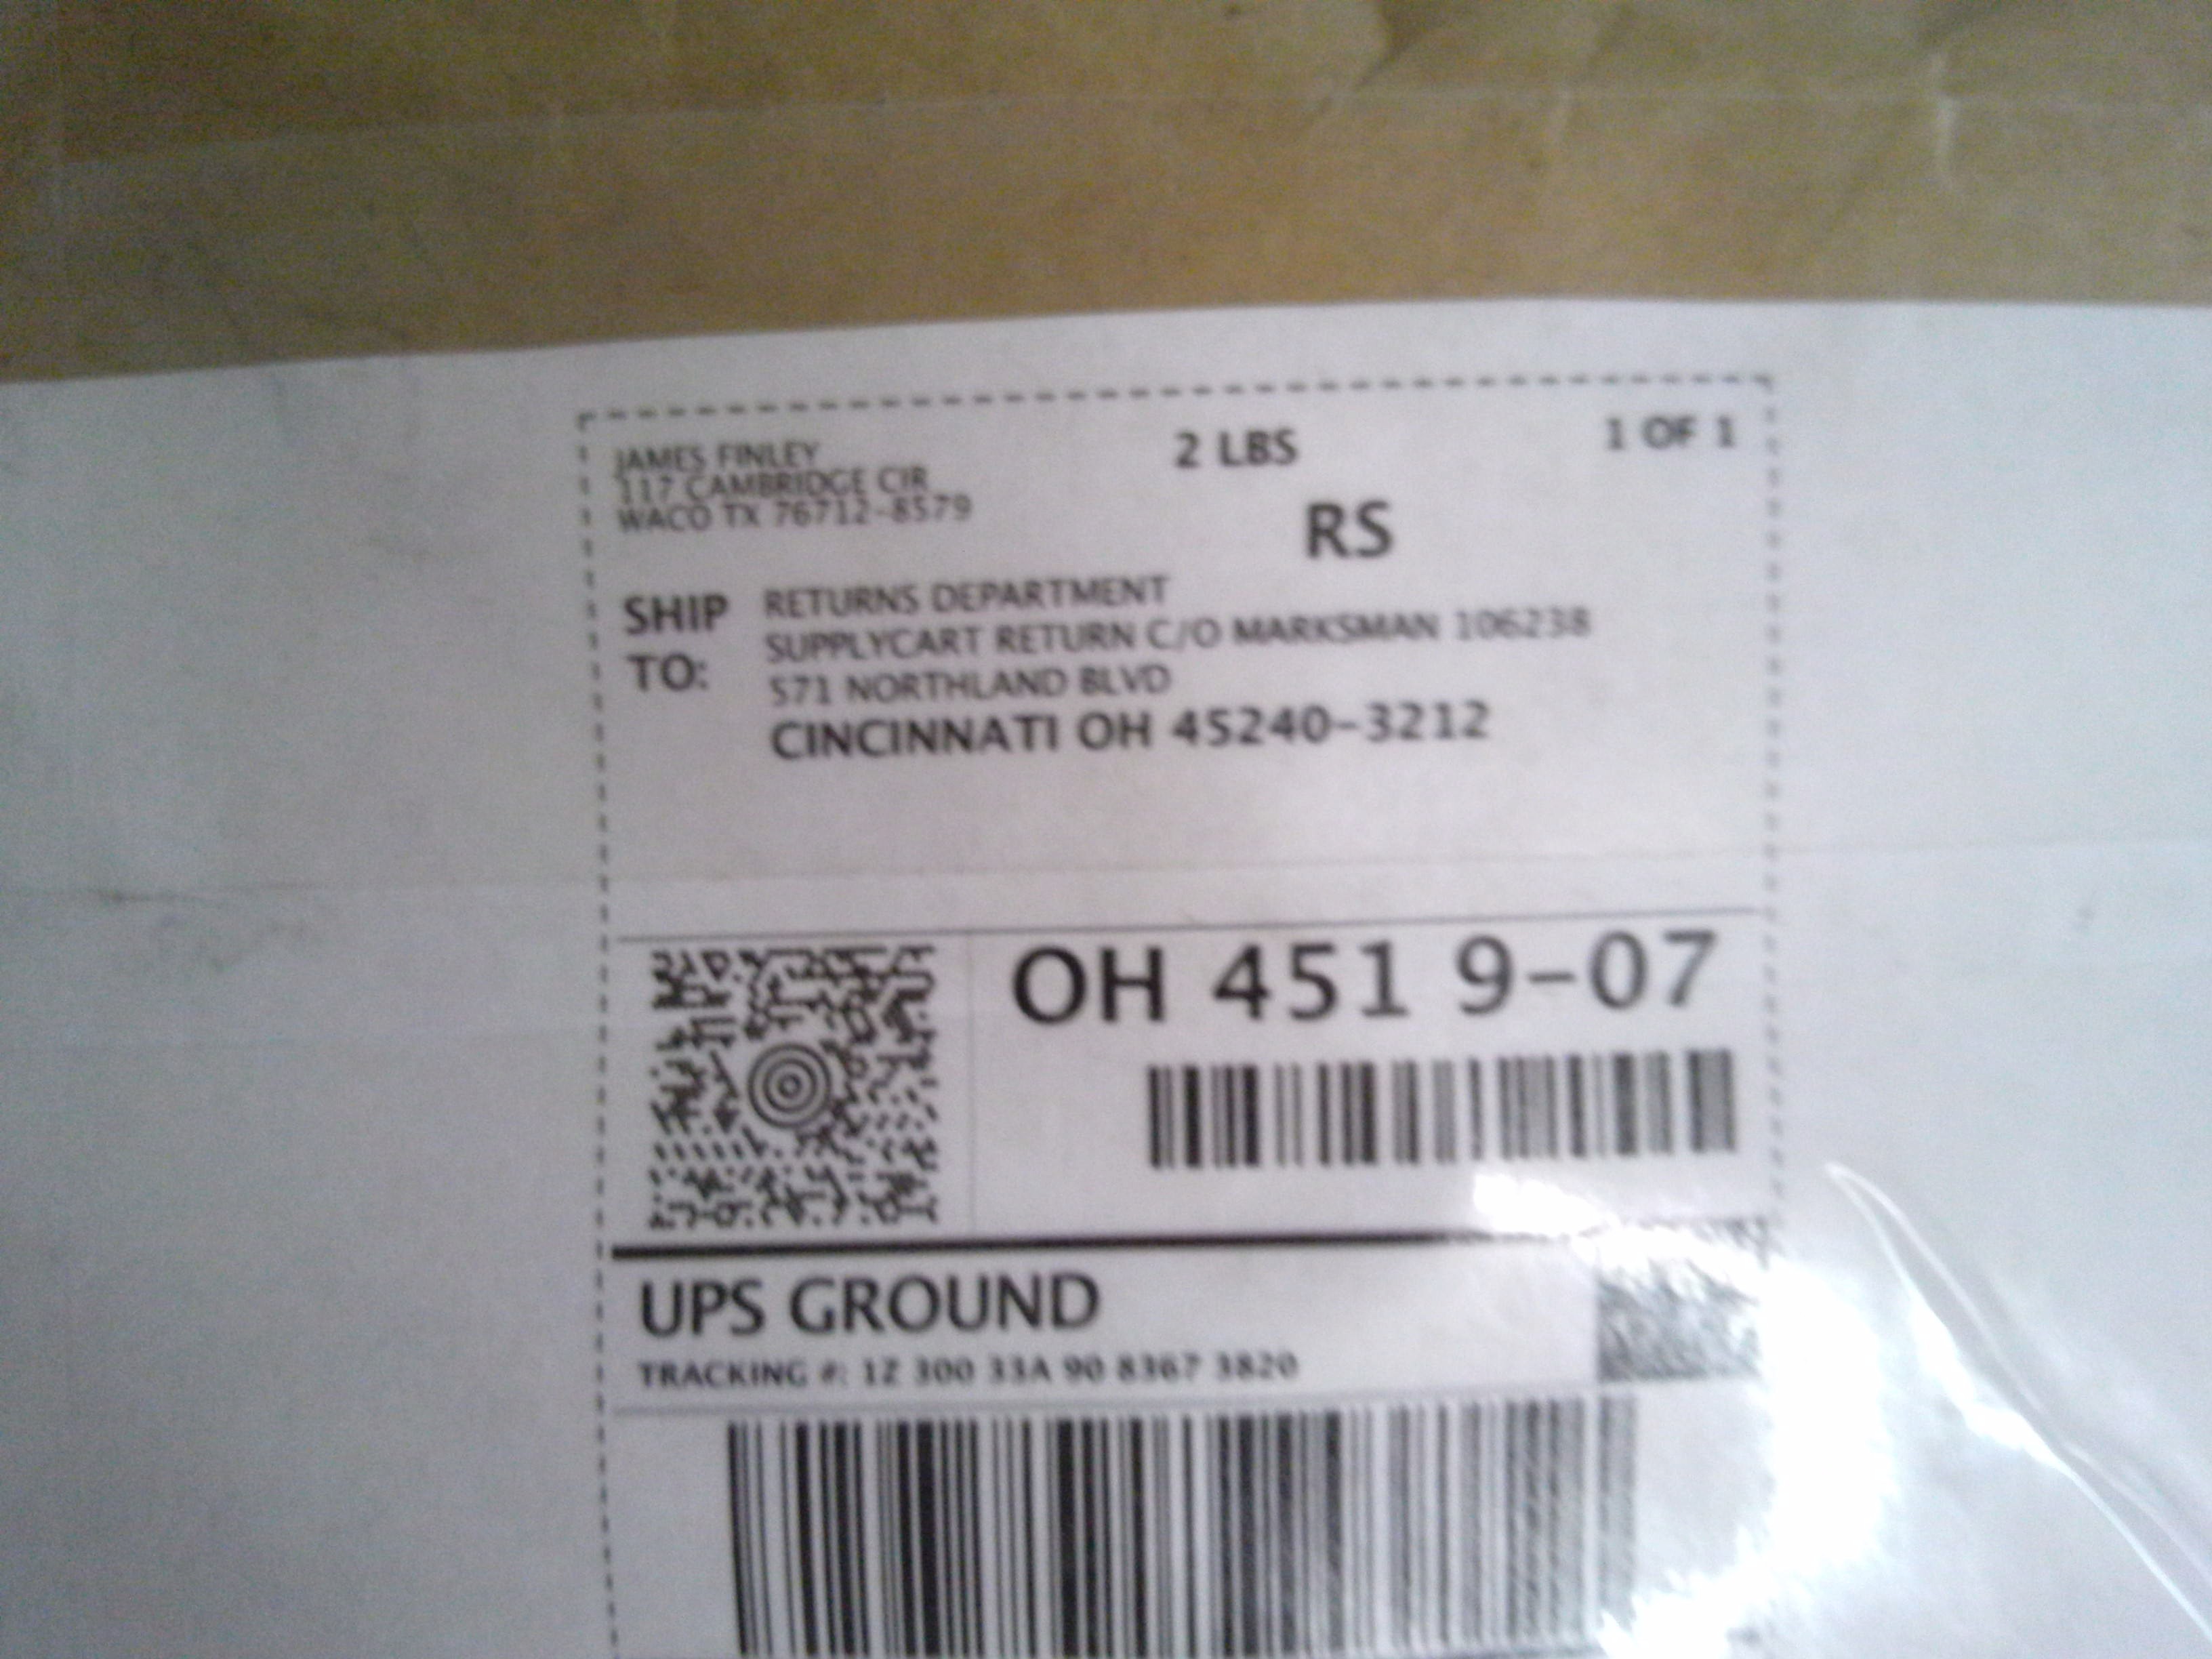 JAMES FINLEY
117 CAMBRIDGE CIR
WACO TX 76712-8579
2 LBS
1 OF 1
RS
SHIP TO:
RETURNS DEPARTMENT
SUPPLYCART RETURN C/O MARKSMAN 106238
571 NORTHLAND BLVD
CINCINNATI OH 45240-3212
OH 451 9-07
UPS GROUND
TRACKING #: 1Z 300 33A 90 8367 3820